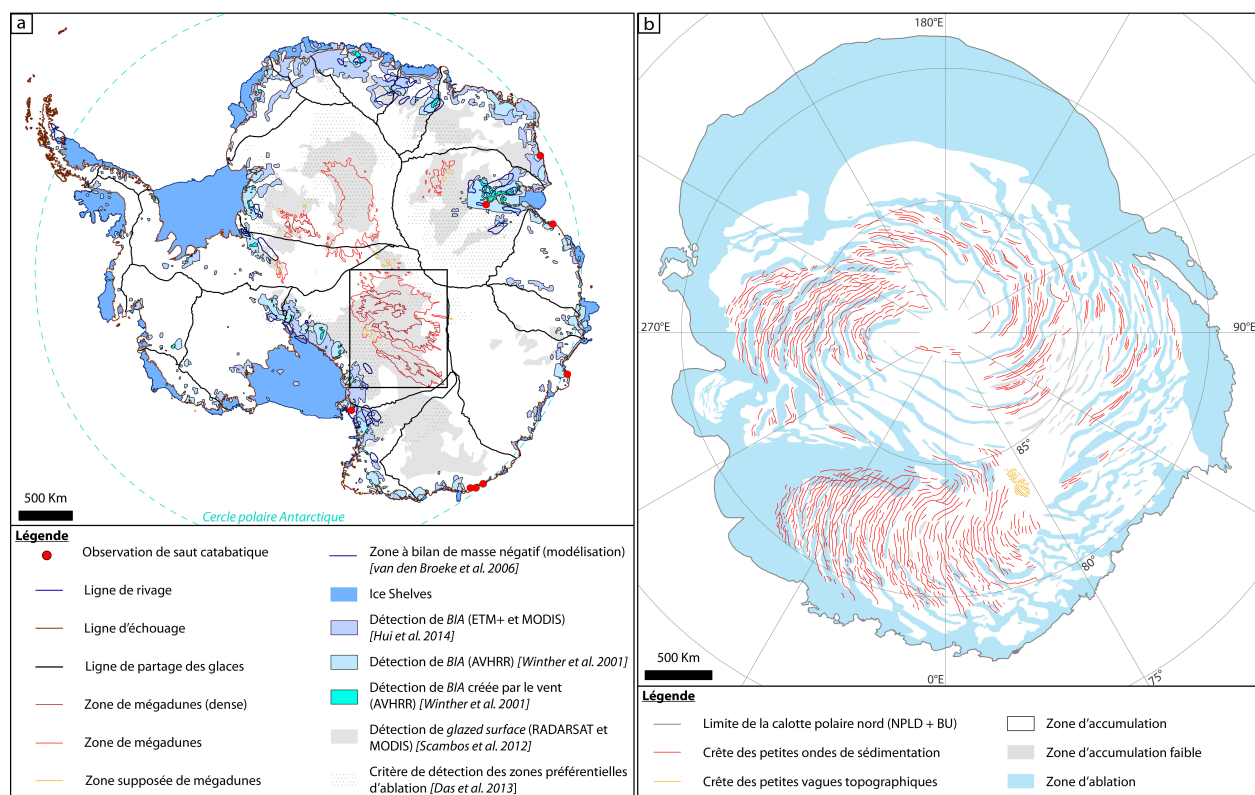 a
500 Km
Cercle polaire Antarctique
Légende
Observation de saut catabatique
Ligne de rivage
Ligne d'échouage
Ligne de partage des glaces
Zone de mégadunes (dense)
Zone de mégadunes
Zone supposée de mégadunes
Zone à bilan de masse négatif (modélisation)
[van den Broeke et al. 2006]
Ice Shelves
Détection de BIA (ETM+ et MODIS)
[Hui et al. 2014]
Détection de BIA (AVHRR) [Winther et al. 2001]
Détection de BIA créée par le vent
(AVHRR) [Winther et al. 2001]
Détection de glazed surface (RADARSAT et
MODIS) [Scambos et al. 2012]
Critère de détection des zones préférentielles
d'ablation [Das et al. 2013]
b
180°E
270°E
90°E
85°
80°
75°
0°E
500 Km
Légende
Limite de la calotte polaire nord (NPLD + BU)
Crête des petites ondes de sédimentation
Crête des petites vagues topographiques
Zone d'accumulation
Zone d'accumulation faible
Zone d'ablation